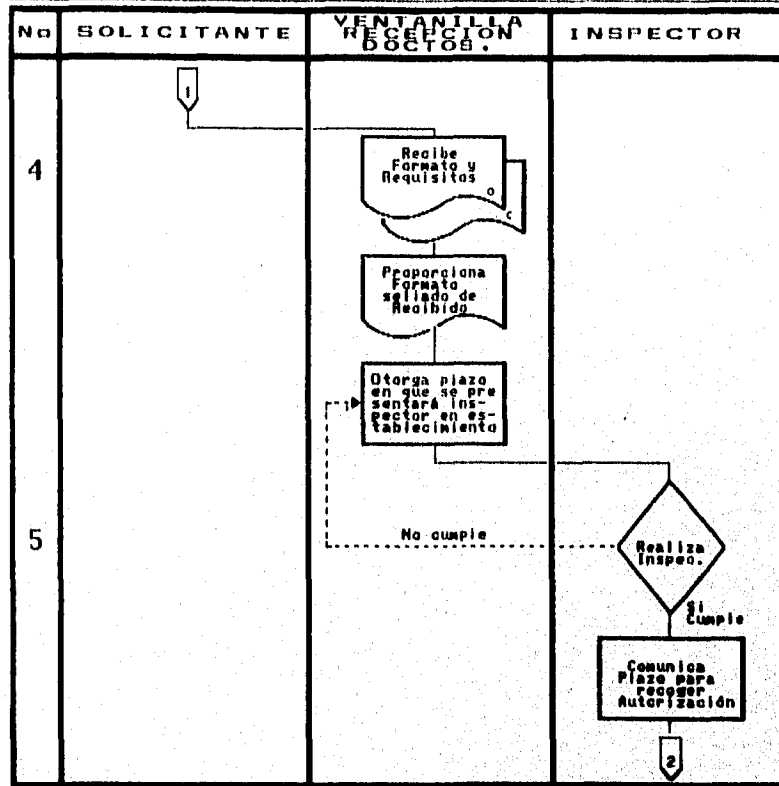 No
SOLICITANTE
VENTANILLA
RECEPCION
DOCTOS.
INSPECTOR
1
4
Recibe
Formato y
Requisitos
O
C
Proporciona
Formato
sellado de
Recibido
Otorga plazo
en que se pre
sentará ins-
pector en es-
tablecimiento
5
No cumple
Realiza
Inspec.
Si
Cumple
Comunica
Plazo para
recoger
Autorización
2